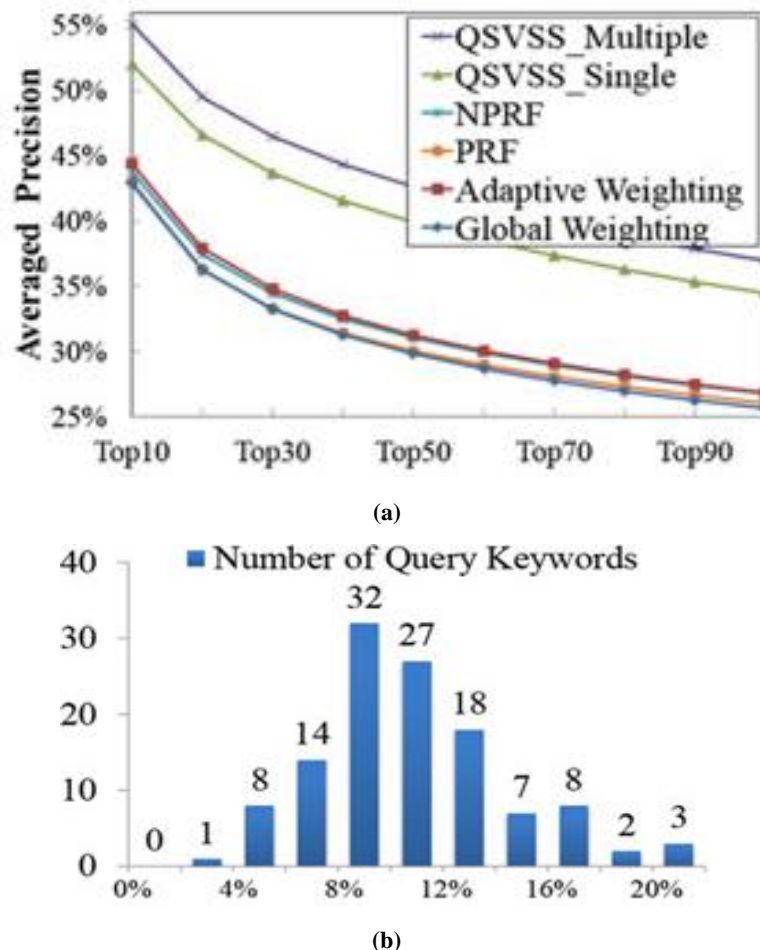 55%
50%
45%
40%
35%
30%
25%
Averaged Precision
QSVSS_Multiple
QSVSS_Single
NPRF
PRF
Adaptive Weighting
Global Weighting
Top10 Top30 Top50 Top70 Top90
(a)
Number of Query Keywords
40
30
20
10
0
0 1 8 14 32 27 18 7 8 2 3
0% 4% 8% 12% 16% 20%
(b)